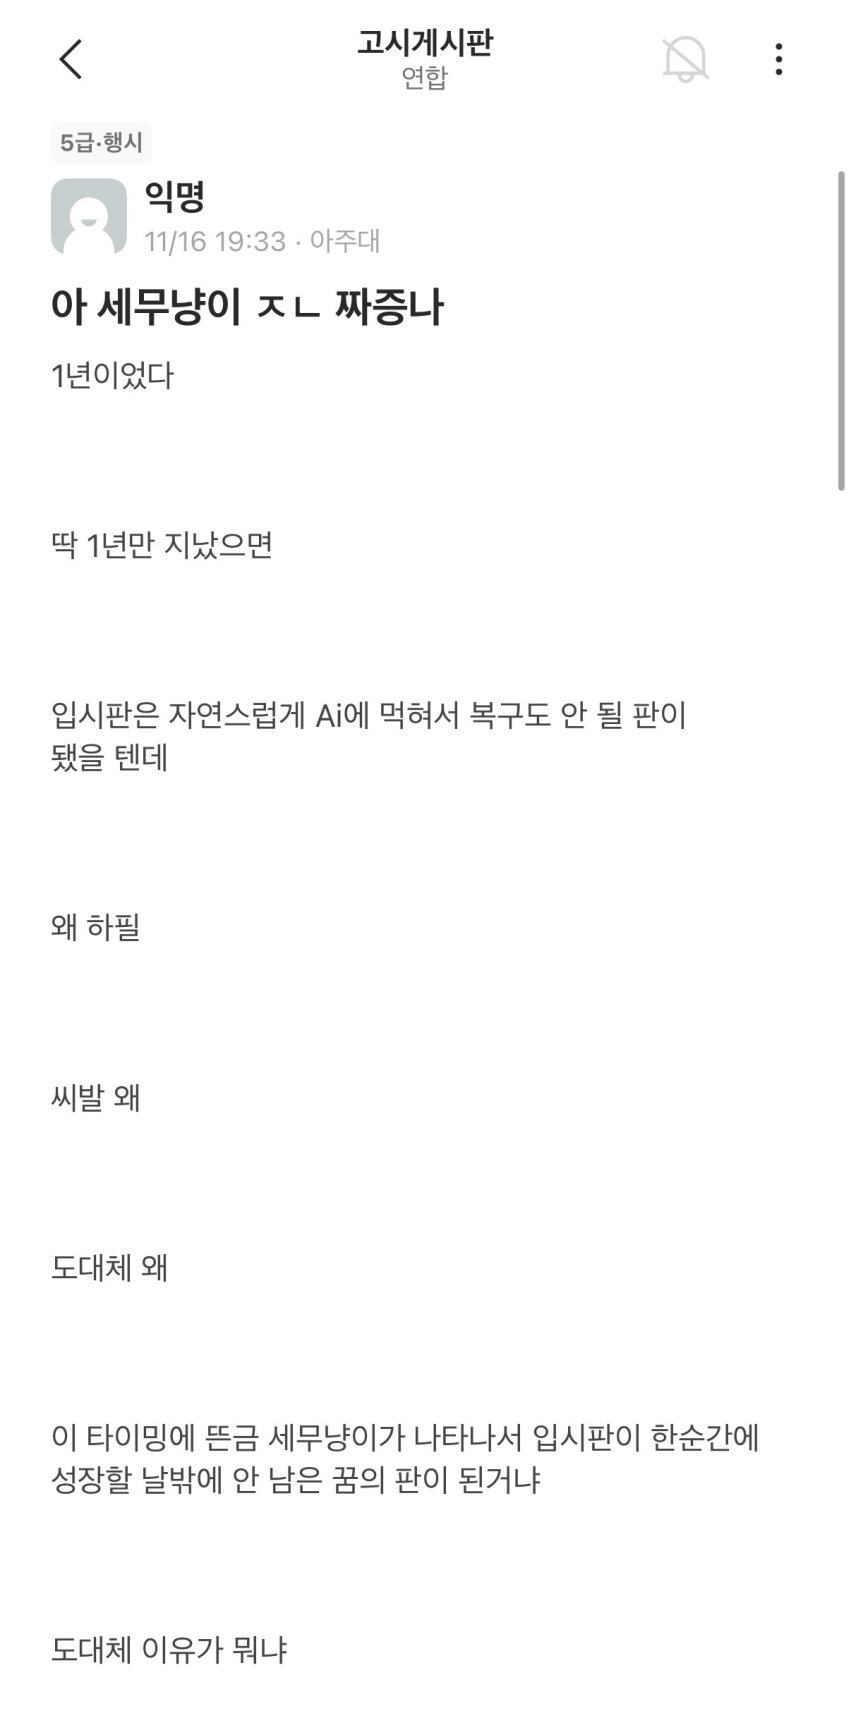 고시게시판
연합
5급·행시
익명
11/16 19:33 · 아주대
아 세무냥이 ㅈㄴ 짜증나
1년이었다
딱 1년만 지났으면
입시판은 자연스럽게 Ai에 먹혀서 복구도 안 될 판이
됐을 텐데
왜 하필
씨발 왜
도대체 왜
이 타이밍에 뜬금 세무냥이가 나타나서 입시판이 한순간에
성장할 날밖에 안 남은 꿈의 판이 된거냐
도대체 이유가 뭐냐